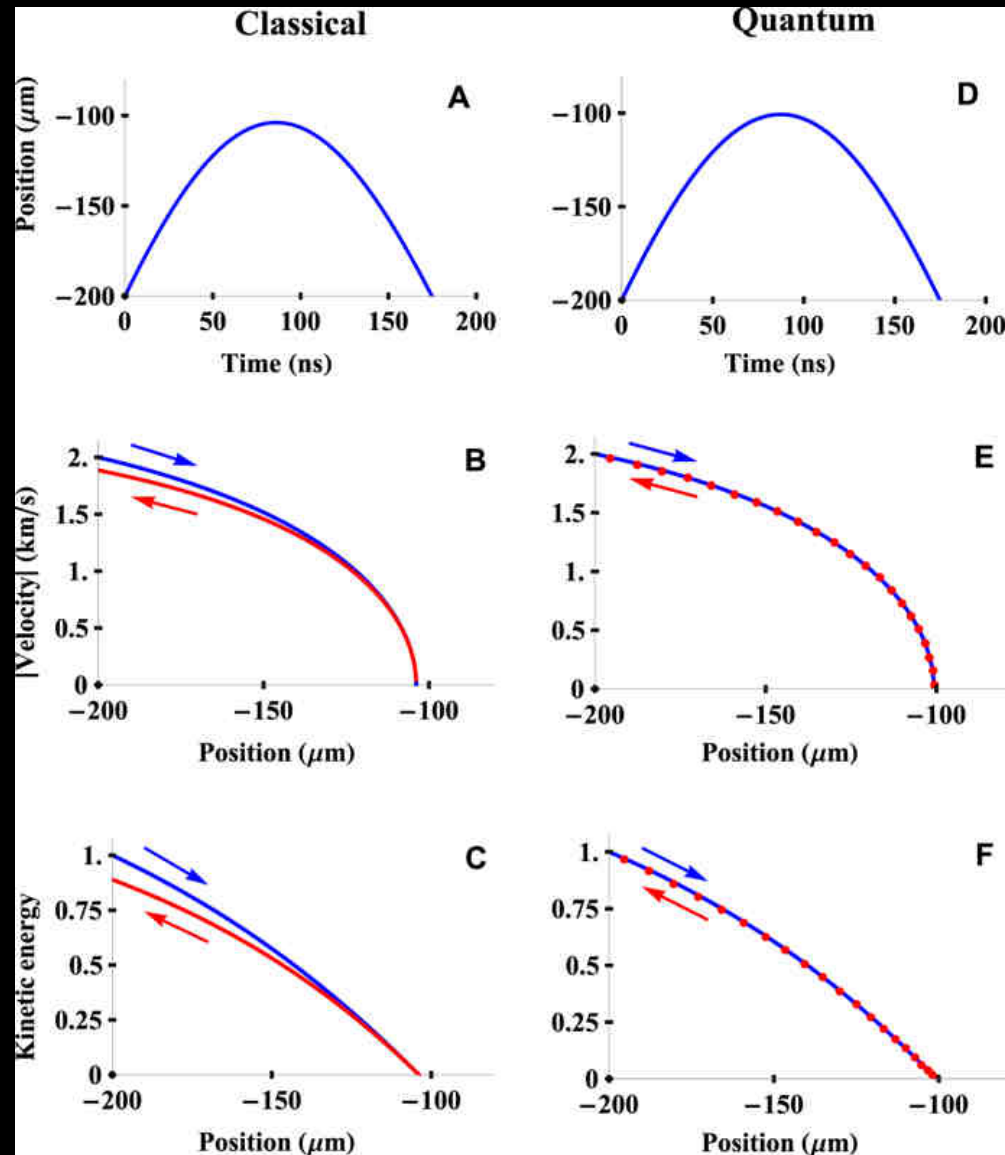 Classical
Quantum
A
Position (μm)
−100
−150
−200
0
50
100
150
200
Time (ns)
D
−100
−150
−200
0
50
100
150
200
Time (ns)
B
|Velocity| (km/s)
2.
1.5
1.
0.5
0
−200
−150
−100
Position (μm)
E
2.
1.5
1.
0.5
0
−200
−150
−100
Position (μm)
C
Kinetic energy
1.
0.75
0.5
0.25
0
−200
−150
−100
Position (μm)
F
1.
0.75
0.5
0.25
0
−200
−150
−100
Position (μm)